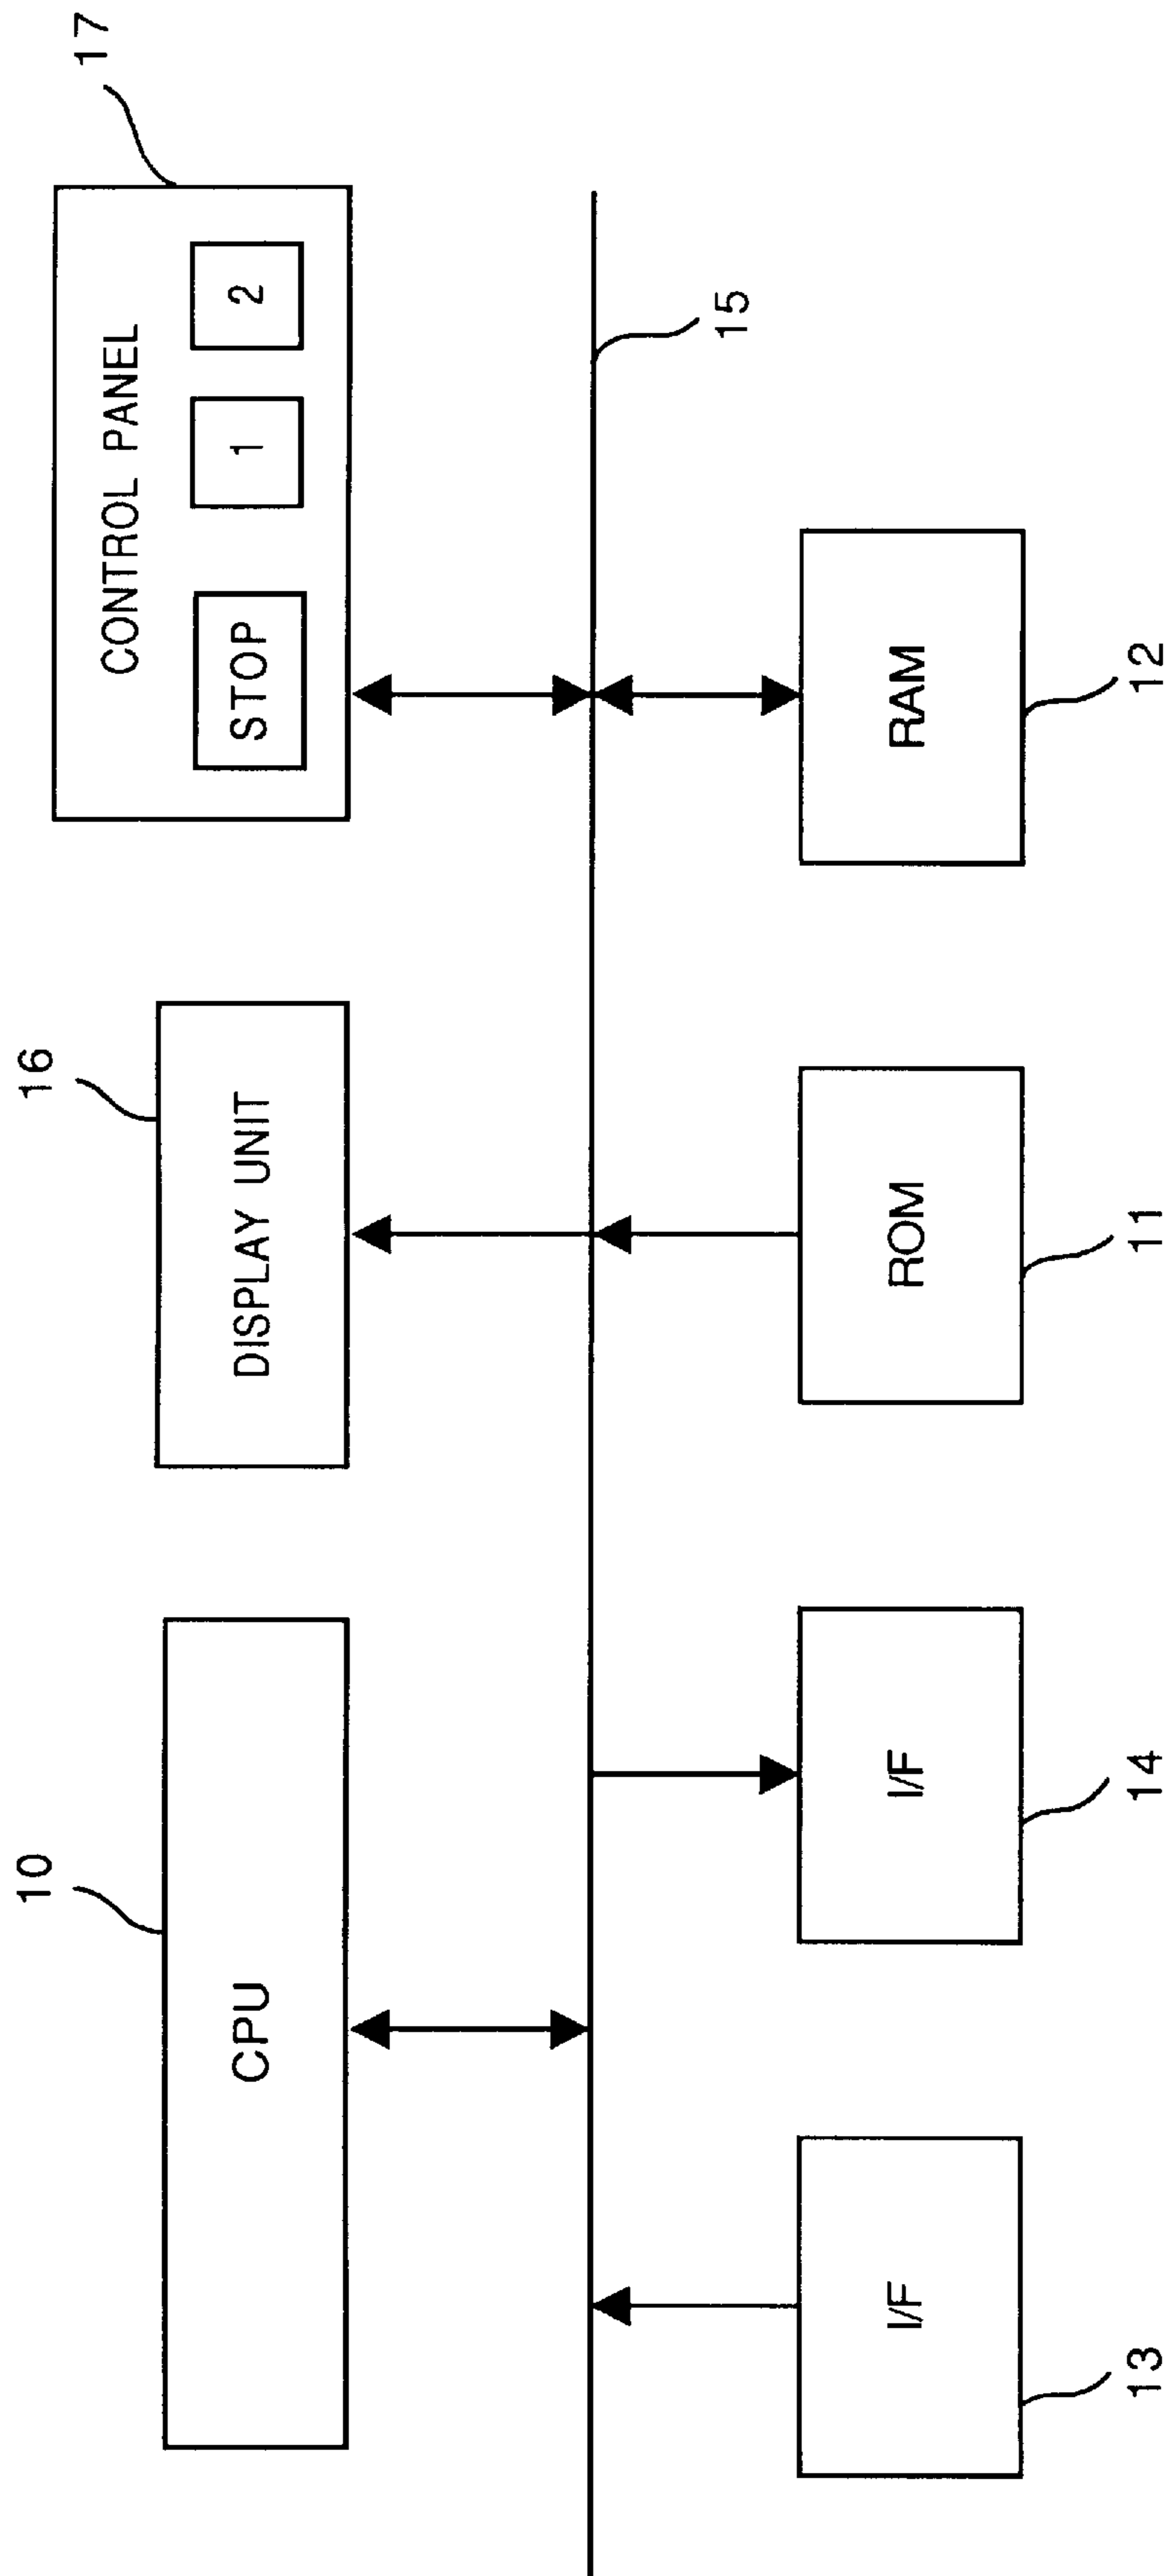 10
CPU
16
DISPLAY UNIT
17
CONTROL PANEL
STOP
1
2
15
I/F
13
I/F
14
ROM
11
RAM
12